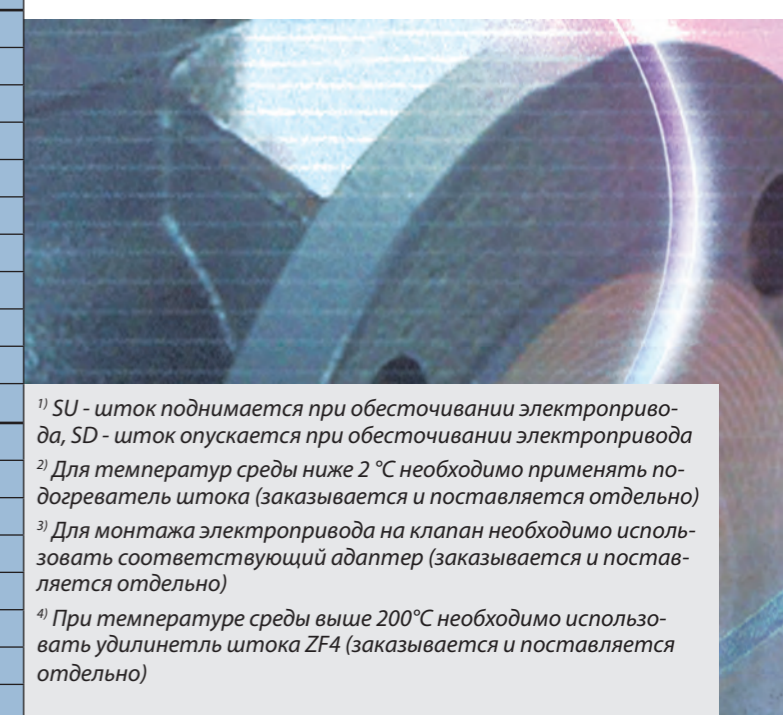 1) SU - шток поднимается при обесточивании электроприво-
да, SD - шток опускается при обесточивании электропривода
2) Для температур среды ниже 2 °C необходимо применять по-
догреватель штока (заказывается и поставляется отдельно)
3) Для монтажа электропривода на клапан необходимо исполь-
зовать соответствующий адаптер (заказывается и постав-
ляется отдельно)
4) При температуре среды выше 200°C необходимо использо-
вать удилинетль штока ZF4 (заказывается и поставляется
отдельно)